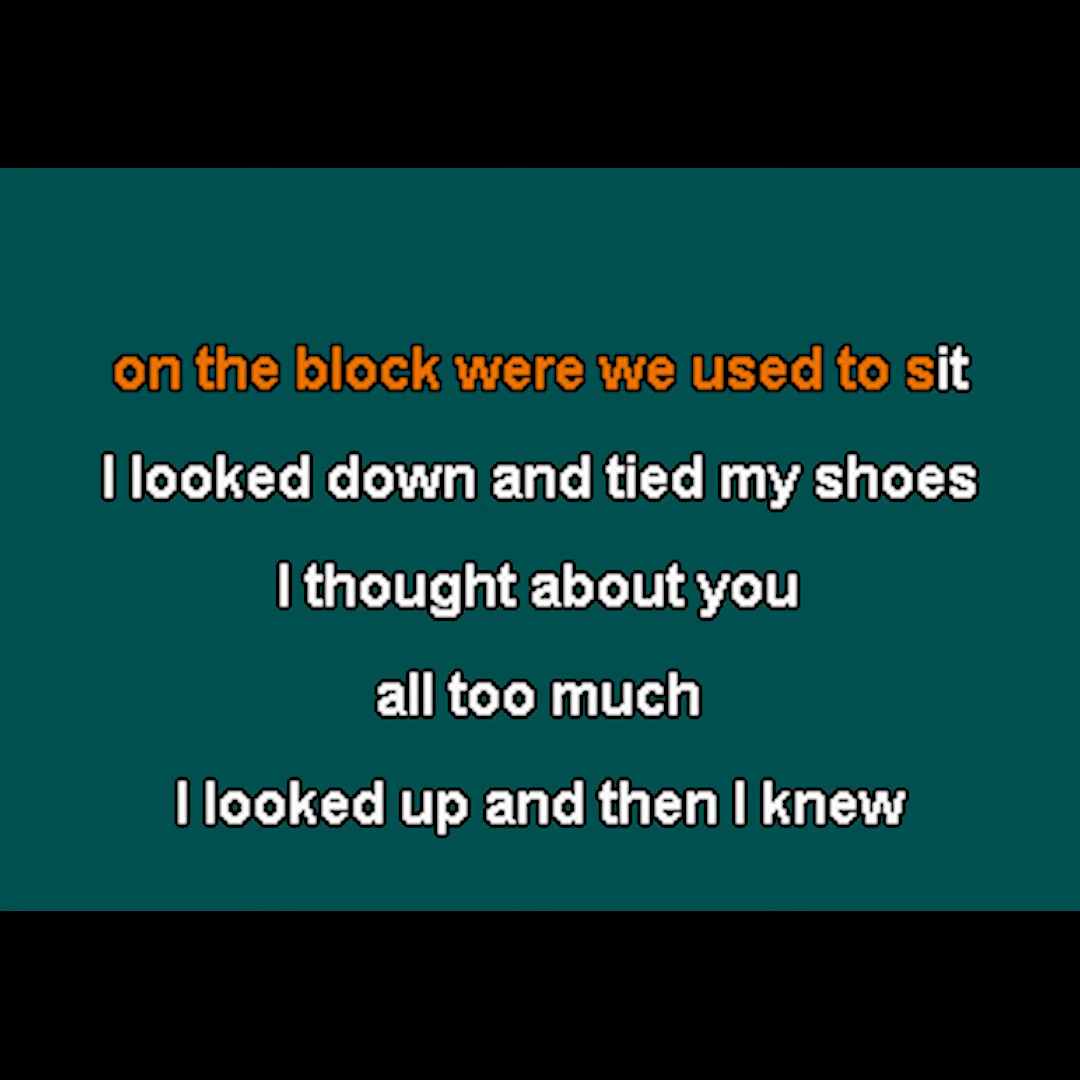 on the block were we used to sit
I looked down and tied my shoes
I thought about you
all too much
I looked up and then I knew